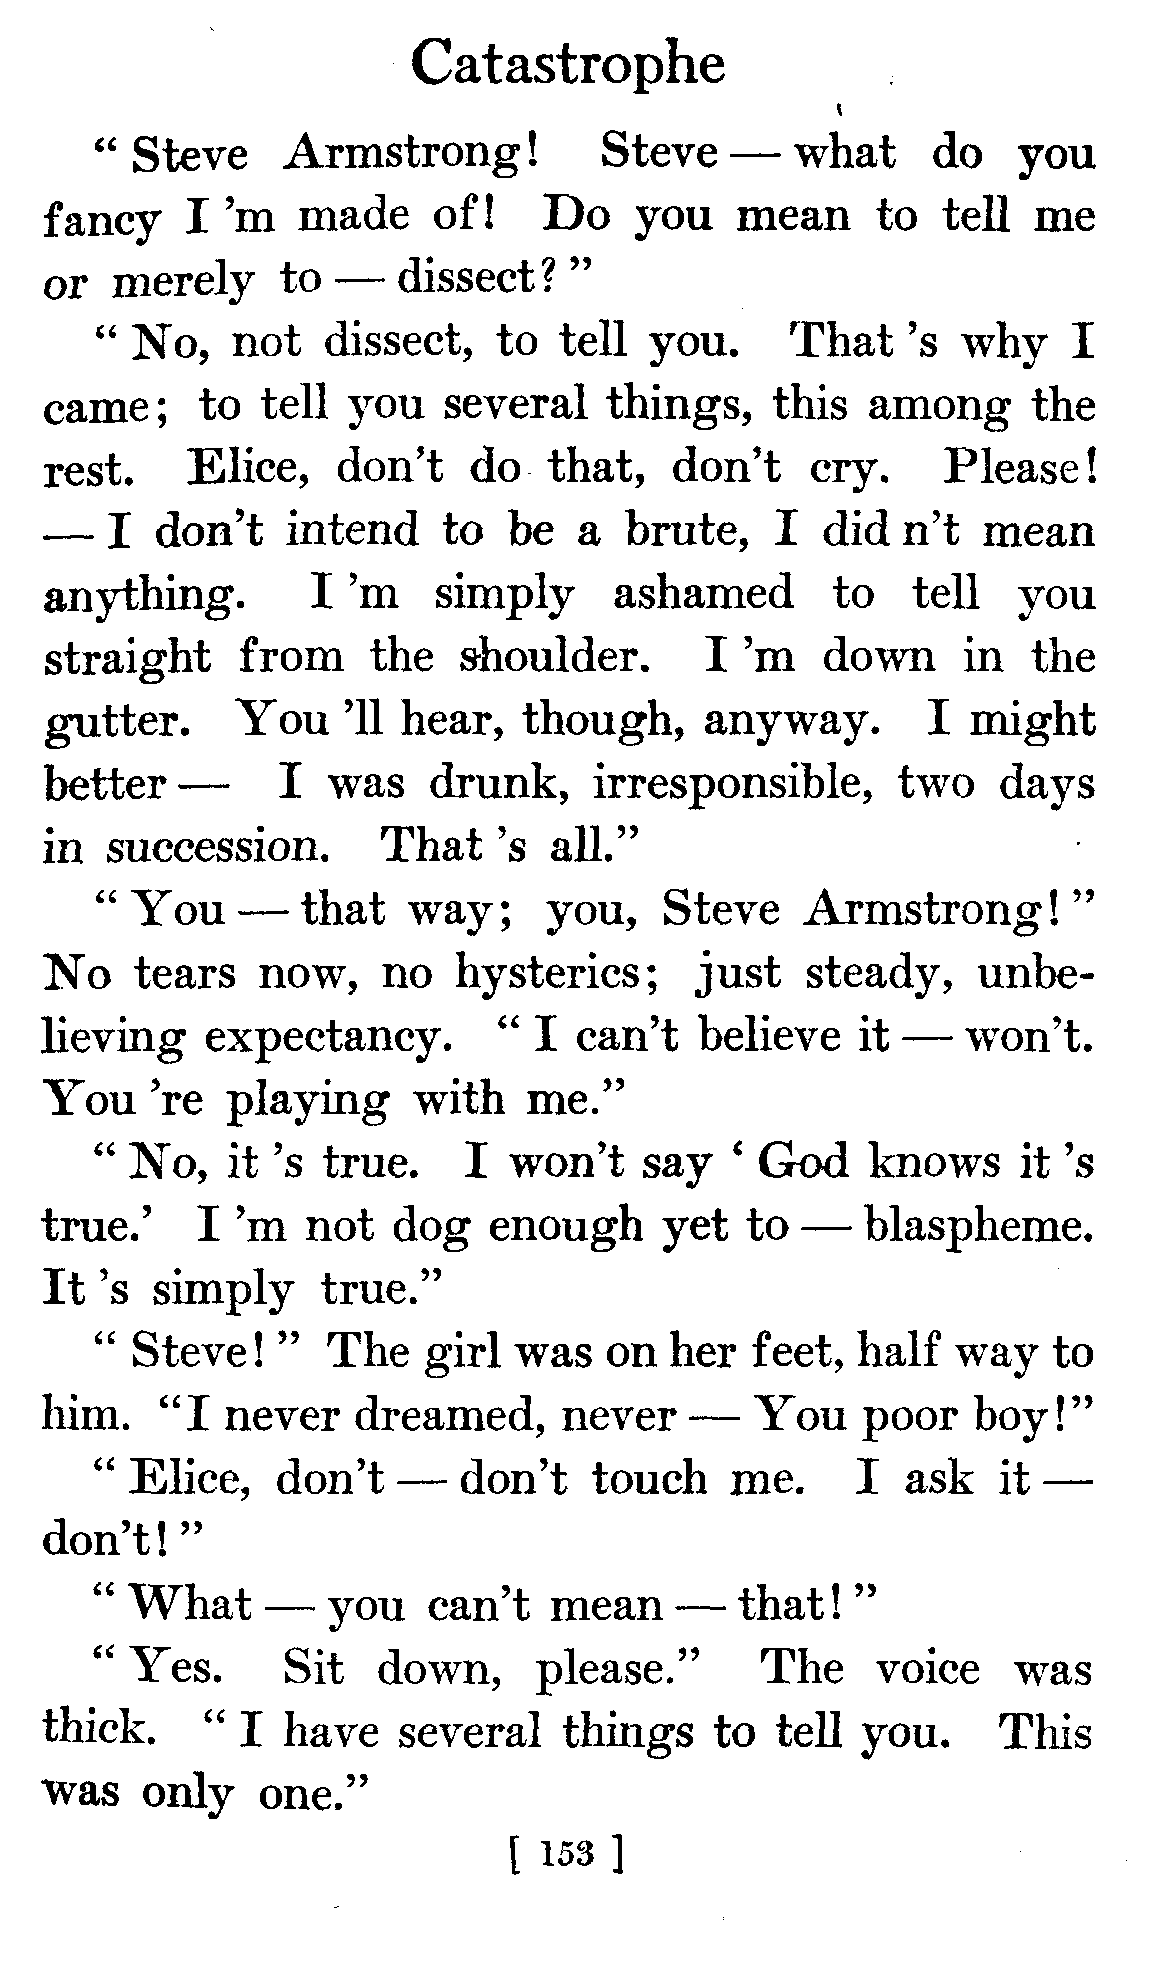 Catastrophe
“ Steve Armstrong! Steve — what do you
fancy I ’m made of! Do you mean to tell me
or merely to — dissect? ”
“ No, not dissect, to tell you. That ’s why I
came; to tell you several things, this among the
rest. Elice, don’t do that, don’t cry. Please!
— I don’t intend to be a brute, I did n’t mean
anything. I ’m simply ashamed to tell you
straight from the shoulder. I ’m down in the
gutter. You ’ll hear, though, anyway. I might
better — I was drunk, irresponsible, two days
in succession. That ’s all.”
“ You — that way; you, Steve Armstrong! ”
No tears now, no hysterics; just steady, unbe-
lieving expectancy. “ I can’t believe it — won’t.
You ’re playing with me.”
“ No, it ’s true. I won’t say ‘ God knows it ’s
true.’ I ’m not dog enough yet to — blaspheme.
It ’s simply true.”
“ Steve! ” The girl was on her feet, half way to
him. “I never dreamed, never — You poor boy!”
“ Elice, don’t — don’t touch me. I ask it —
don’t! ”
“ What — you can’t mean — that! ”
“ Yes. Sit down, please.” The voice was
thick. “ I have several things to tell you. This
was only one.”
[ 153 ]